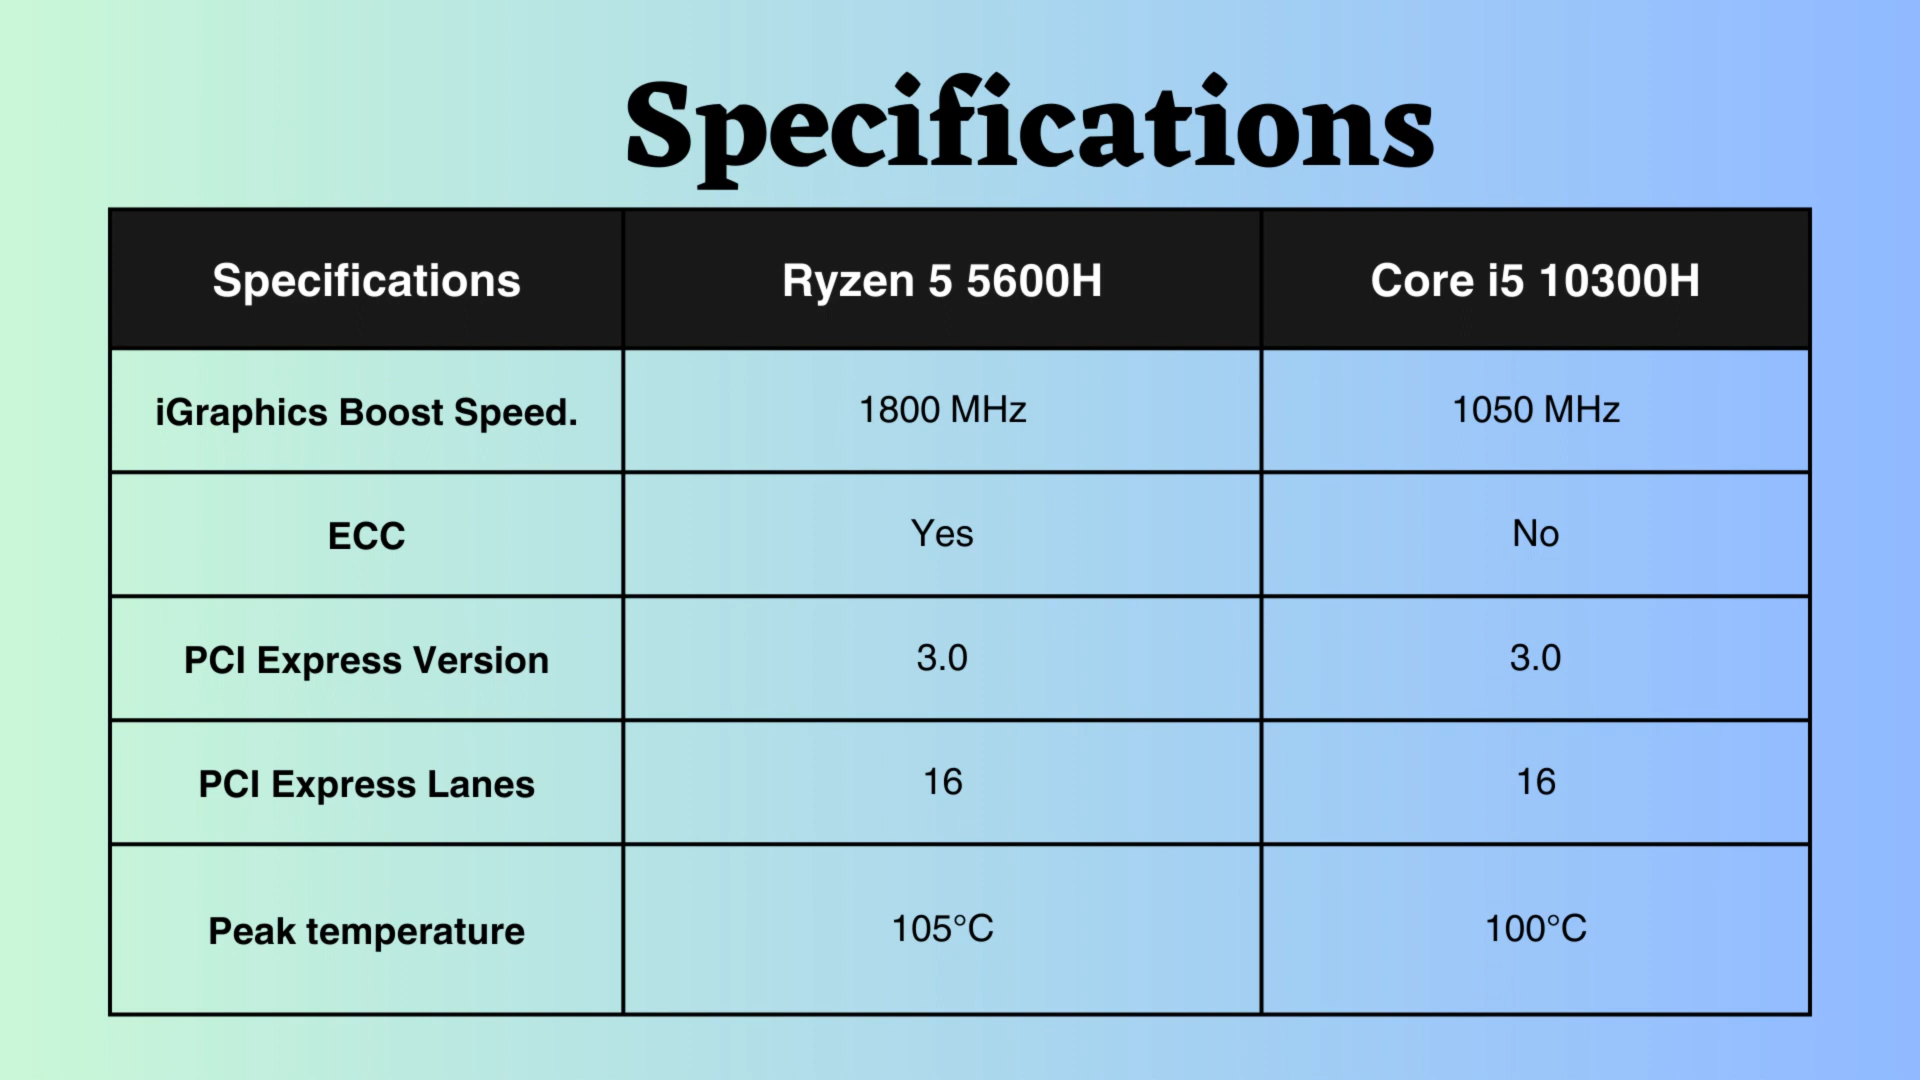 Specifications
Specifications Ryzen 5 5600H Core i5 10300H
iGraphics Boost Speed. 1800 MHz 1050 MHz
ECC Yes No
PCI Express Version 3.0 3.0
PCI Express Lanes 16 16
Peak temperature 105°C 100°C